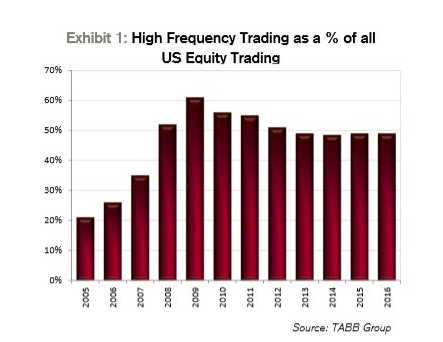 Exhibit 1: High Frequency Trading as a % of all
US Equity Trading
70%
60%
50%
40%
30%
20%
10%
0%
2005 2006 2007 2008 2009 2010 2011 2012 2013 2014 2015 2016
Source: TABB Group